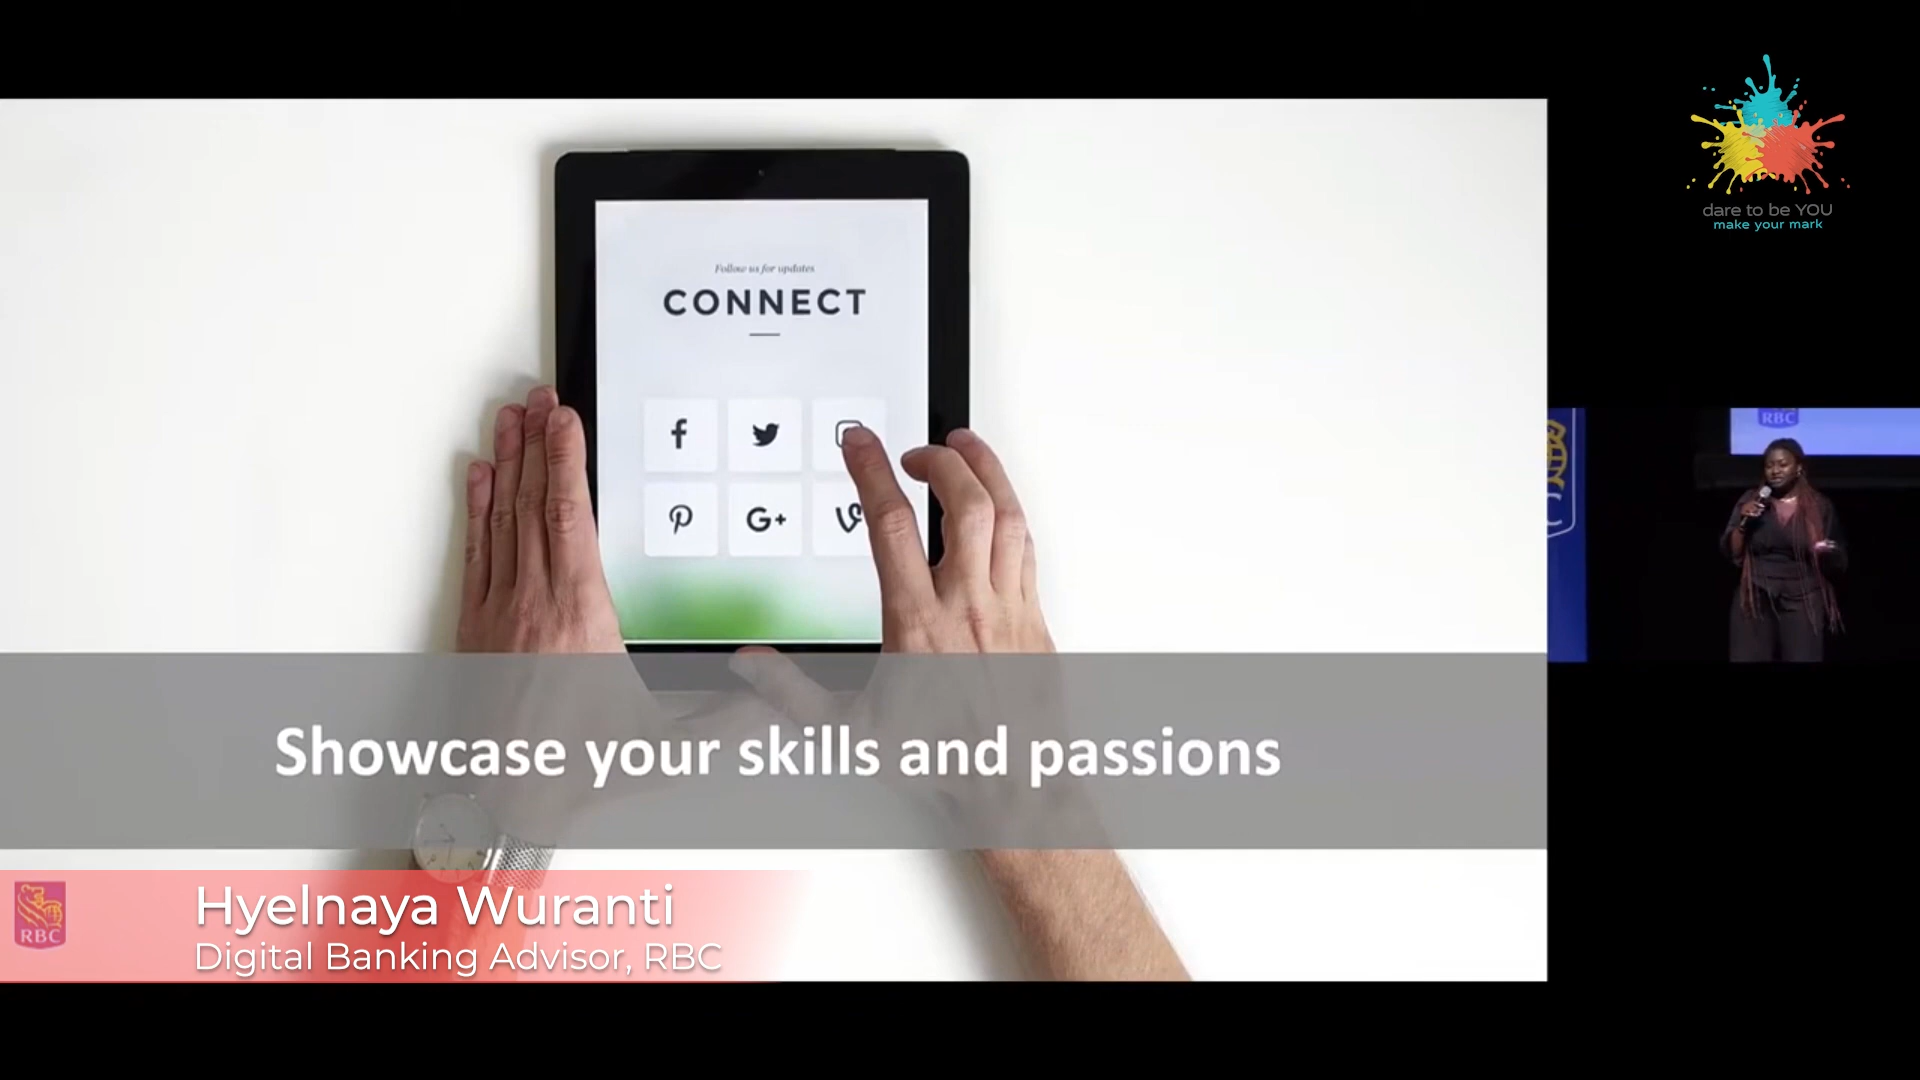 dare to be YOU
make your mark
Follow us for updates
CONNECT
G+
RBC
Showcase your skills and passions
Hyelnaya Wuranti
Digital Banking Advisor, RBC
RBC